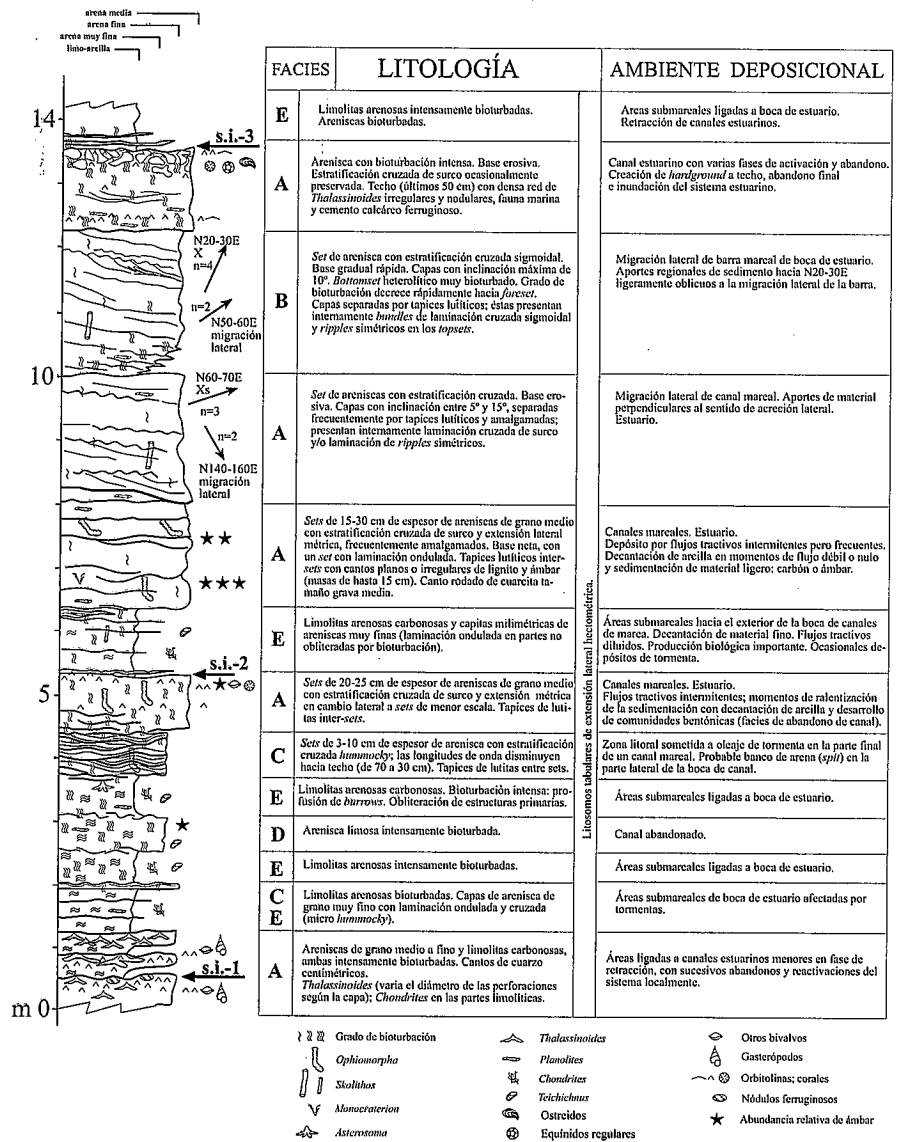 arena media
arena fina
arena muy fina
limo-arcilla
FACIES
LITOLOGÍA
AMBIENTE DEPOSICIONAL
14
s.i.-3
E
Limolitas arenosas intensamente bioturbadas.
Areniscas bioturbadas.
Areas submareales ligadas a boca de estuario.
Retracción de canales estuarinos.
A
Arenisca con bioturbación intensa. Base erosiva.
Estratificación cruzada de surco ocasionalmente
preservada. Techo (últimos 50 cm) con densa red de
Thalassinoides irregulares y nodulares, fauna marina
y cemento calcáreo ferruginoso.
Canal estuarino con varias fases de activación y abandono.
Creación de hardground a techo, abandono final
e inundación del sistema estuarino.
N20-30E
X
n=4
n=2
N50-60E
migración
lateral
B
Set de arenisca con estratificación cruzada sigmoidal.
Base gradual rápida. Capas con inclinación máxima de
10º. Bottomset heterolítico muy bioturbado. Grado de
bioturbación decrece rápidamente hacia foreset.
Capas separadas por tapices lutíticos; éstas presentan
internamente bundles de laminación cruzada sigmoidal
y ripples simétricos en los topsets.
Migración lateral de barra mareal de boca de estuario.
Aportes regionales de sedimento hacia N20-30E
ligeramente oblicuos a la migración lateral de la barra.
10
N60-70E
Xs
n=3
n=2
N140-160E
migración
lateral
A
Set de areniscas con estratificación cruzada. Base ero-
siva. Capas con inclinación entre 5º y 15º, separadas
frecuentemente por tapices lutíticos y amalgamadas;
presentan internamente laminación cruzada de surco
y/o laminación de ripples simétricos.
Migración lateral de canal mareal. Aportes de material
perpendiculares al sentido de acreción lateral.
Estuario.
A
Sets de 15-30 cm de espesor de areniscas de grano medio
con estratificación cruzada de surco y extensión lateral
métrica, frecuentemente amalgamados. Base neta, con
un set con laminación ondulada. Tapices lutíticos inter-
sets con cantos planos o irregulares de lignito y ámbar
(masas de hasta 15 cm). Canto rodado de cuarcita ta-
maño grava media.
Canales mareales. Estuario.
Depósito por flujos tractivos intermitentes pero frecuentes.
Decantación de arcilla en momentos de flujo débil o nulo
y sedimentación de material ligero: carbón o ámbar.
E
Limolitas arenosas carbonosas y capitas milimétricas de
areniscas muy finas (laminación ondulada en partes no
obliteradas por bioturbación).
Áreas submareales hacia el exterior de la boca de canales
de marea. Decantación de material fino. Flujos tractivos
diluidos. Producción biológica importante. Ocasionales de-
pósitos de tormenta.
s.i.-2
5
A
Sets de 20-25 cm de espesor de areniscas de grano medio
con estratificación cruzada de surco y extensión métrica
en cambio lateral a sets de menor escala. Tapices de luti-
tas inter-sets.
Canales mareales. Estuario.
Flujos tractivos intermitentes; momentos de ralentización
de la sedimentación con decantación de arcilla y desarrollo
de comunidades bentónicas (facies de abandono de canal).
C
Sets de 3-10 cm de espesor de arenisca con estratificación
cruzada hummocky; las longitudes de onda disminuyen
hacia techo (de 70 a 30 cm). Tapices de lutitas entre sets.
Zona litoral sometida a oleaje de tormenta en la parte final
de un canal mareal. Probable banco de arena (spit) en la
parte lateral de la boca de canal.
E
Limolitas arenosas carbonosas. Bioturbación intensa: pro-
fusión de burrows. Obliteración de estructuras primarias.
Áreas submareales ligadas a boca de estuario.
D
Arenisca limosa intensamente bioturbada.
Canal abandonado.
E
Limolitas arenosas intensamente bioturbadas.
Áreas submareales ligadas a boca de estuario.
C
E
Limolitas arenosas bioturbadas. Capas de arenisca de
grano muy fino con laminación ondulada y cruzada
(micro hummocky).
Áreas submareales de boca de estuario afectadas por
tormentas.
s.i.-1
m 0
A
Areniscas de grano medio a fino y limolitas carbonosas,
ambas intensamente bioturbadas. Cantos de cuarzo
centimétricos.
Thalassinoides (varia el diámetro de las perforaciones
según la capa); Chondrites en las partes limolíticas.
Áreas ligadas a canales estuarinos menores en fase de
retracción, con sucesivos abandonos y reactivaciones del
sistema localmente.
Litosomos tabulares de extensión lateral hectométrica.
Grado de bioturbación
Ophiomorpha
Skolithos
Monocraterion
Asterosoma
Thalassinoides
Planolites
Chondrites
Teichichnus
Ostreidos
Equínidos regulares
Otros bivalvos
Gasterópodos
Orbitolinas; corales
Nódulos ferruginosos
Abundancia relativa de ámbar